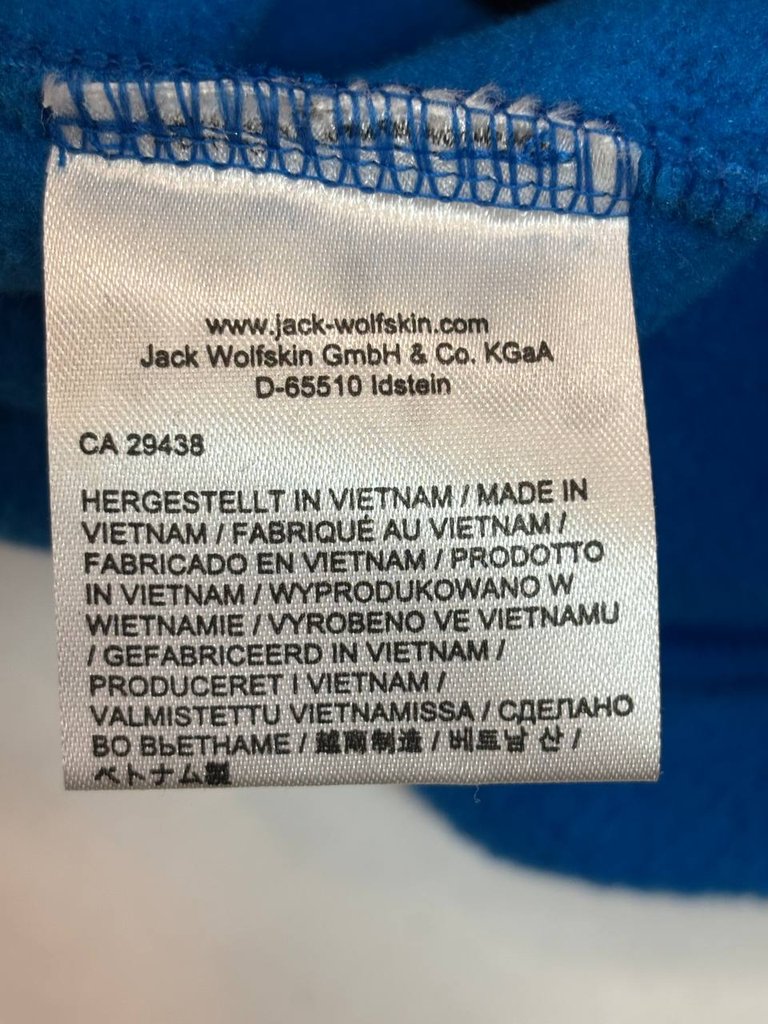 www.jack-wolfskin.com
Jack Wolfskin GmbH & Co. KGaA
D-65510 Idstein
CA 29438
HERGESTELLT IN VIETNAM / MADE IN
VIETNAM / FABRIQUÉ AU VIETNAM /
FABRICADO EN VIETNAM / PRODOTTO
IN VIETNAM / WYPRODUKOWANO W
WIETNAMIE / VYROBENO VE VIETNAMU
/ GEFABRICEERD IN VIETNAM /
PRODUCERET I VIETNAM /
VALMISTETTU VIETNAMISSA / СДЕЛАНО
ВО ВЬЕТНАМЕ / 越南制造 / 베트남 산 /
ベトナム製